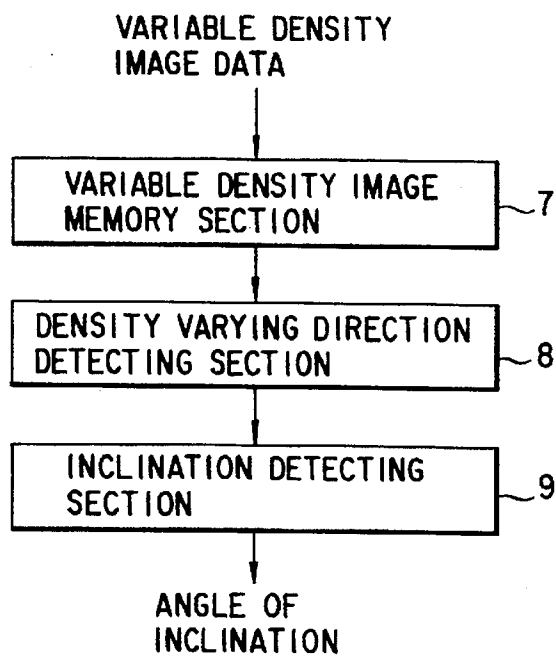 VARIABLE DENSITY
IMAGE DATA
VARIABLE DENSITY IMAGE
MEMORY SECTION
7
DENSITY VARYING DIRECTION
DETECTING SECTION
8
INCLINATION DETECTING
SECTION
9
ANGLE OF
INCLINATION